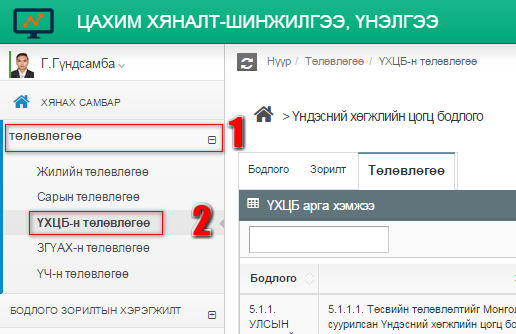 ЦАХИМ ХЯНАЛТ-ШИНЖИЛГЭЭ, ҮНЭЛГЭЭ
Г.Гүндсамба
Нүүр / Төлөвлөгөө / ҮХЦБ-н төлөвлөгөө
ХЯНАХ САМБАР
> Үндэсний хөгжлийн цогц бодлого
төлөвлөгөө
1
Жилийн төлөвлөгөө
Сарын төлөвлөгөө
ҮХЦБ-н төлөвлөгөө
2
ЗГҮАХ-н төлөвлөгөө
ҮЧ-н төлөвлөгөө
БОДЛОГО ЗОРИЛТЫН ХЭРЭГЖИЛТ
Бодлого Зорилт Төлөвлөгөө
ҮХЦБ арга хэмжээ
Бодлого
5.1.1.
УЛСЫН
5.1.1.1. Төсвийн төлөвлөлтийг Монгол
суурилсан Үндэсний хөгжлийн цогц бо